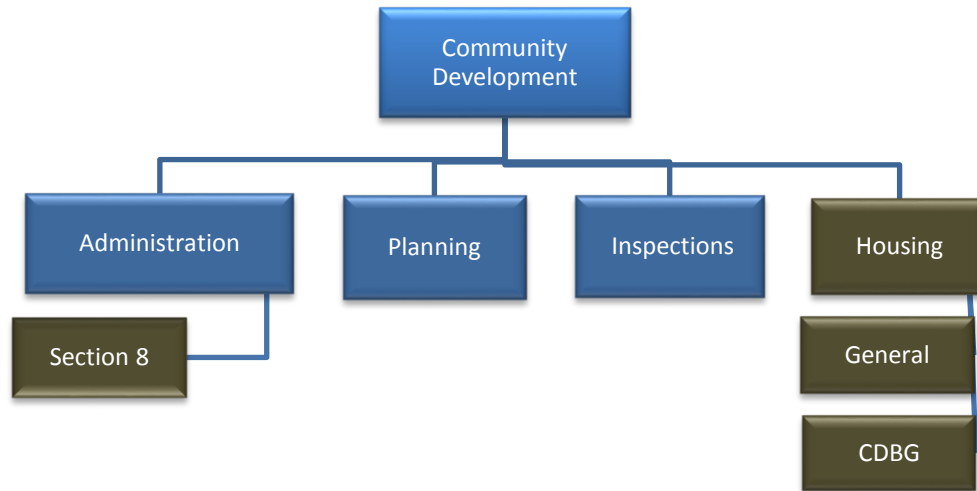 Community
Development
Administration
Planning
Inspections
Housing
Section 8
General
CDBG